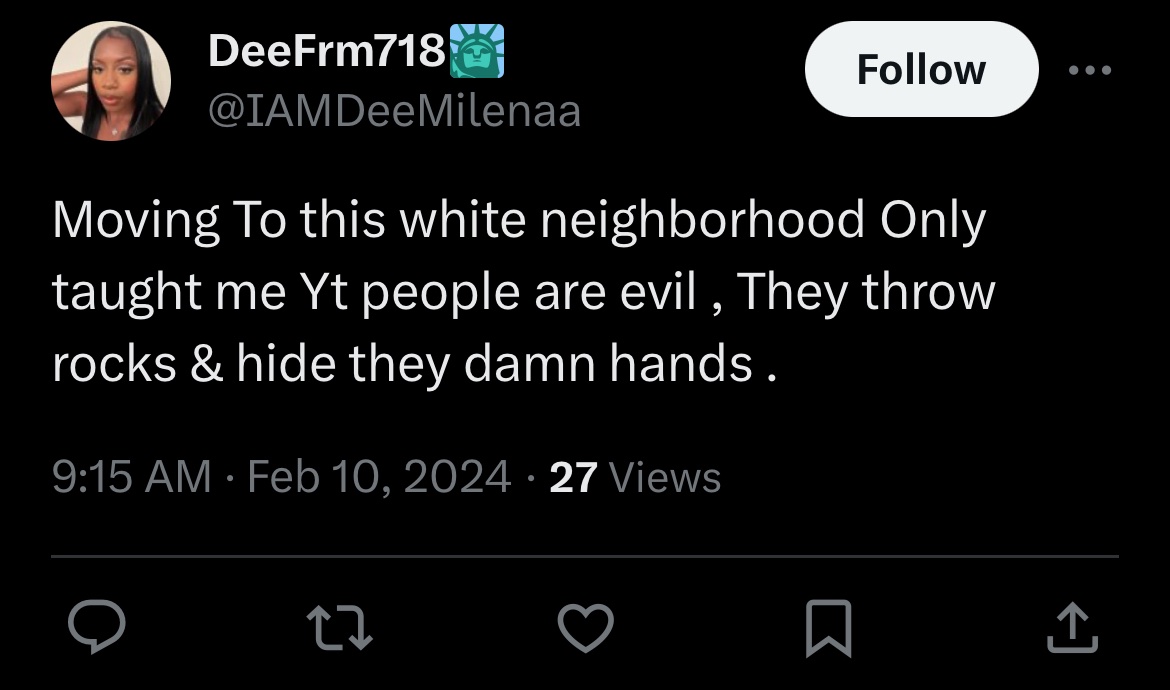 DeeFrm718🗽
Follow
@IAMDeeMilenaa
Moving To this white neighborhood Only
taught me Yt people are evil , They throw
rocks & hide they damn hands .
9:15 AM · Feb 10, 2024 · 27 Views